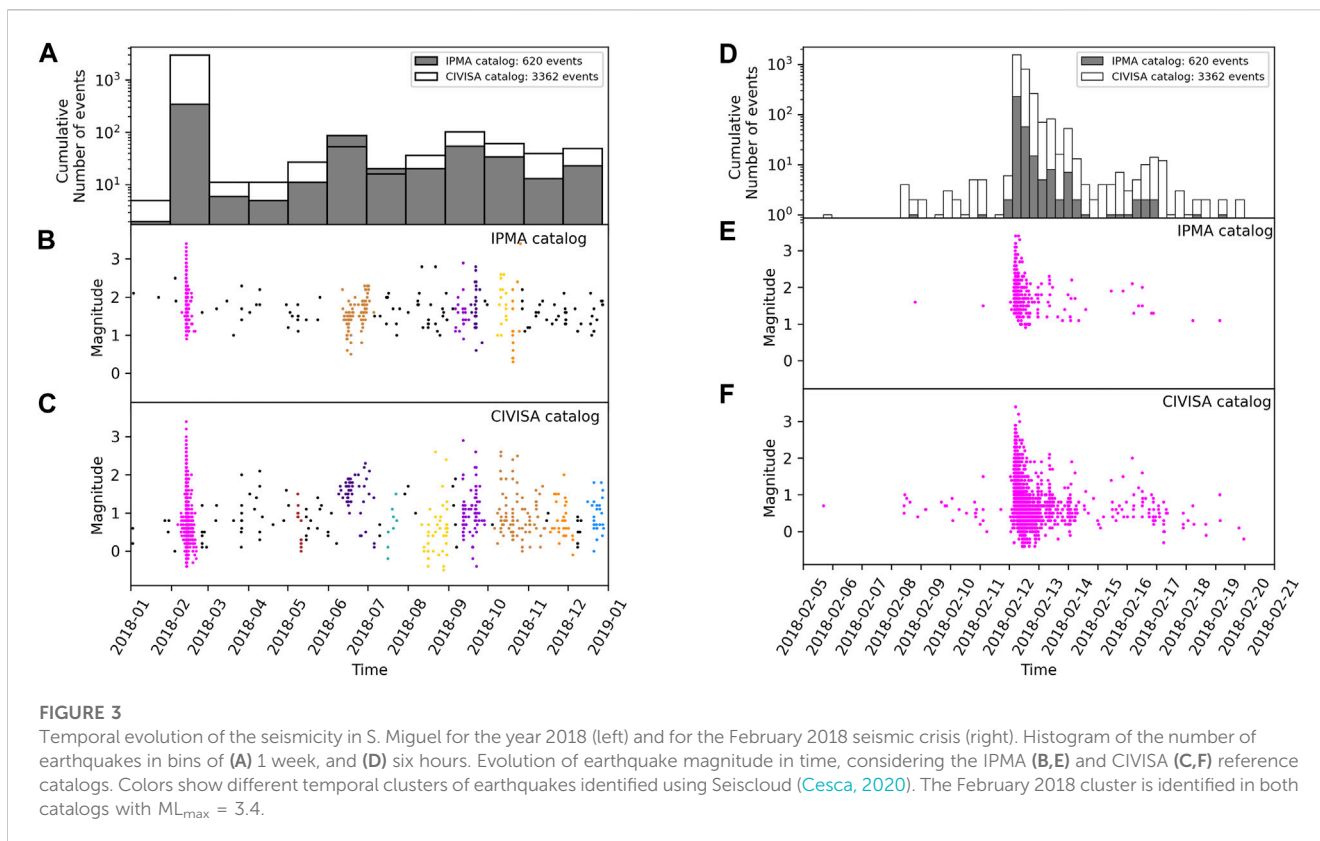 A
Cumulative
Number of events
10³
10²
10¹
IPMA catalog: 620 events
CIVISA catalog: 3362 events
B
IPMA catalog
Magnitude
3
2
1
0
C
CIVISA catalog
Magnitude
3
2
1
0
2018-01
2018-02
2018-03
2018-04
2018-05
2018-06
2018-07
2018-08
2018-09
2018-10
2018-11
2018-12
2019-01
Time
D
Cumulative
Number of events
10³
10²
10¹
10⁰
IPMA catalog: 620 events
CIVISA catalog: 3362 events
E
IPMA catalog
Magnitude
3
2
1
0
F
CIVISA catalog
Magnitude
3
2
1
0
2018-02-05
2018-02-06
2018-02-07
2018-02-08
2018-02-09
2018-02-10
2018-02-11
2018-02-12
2018-02-13
2018-02-14
2018-02-15
2018-02-16
2018-02-17
2018-02-18
2018-02-19
2018-02-20
2018-02-21
Time
FIGURE 3
Temporal evolution of the seismicity in S. Miguel for the year 2018 (left) and for the February 2018 seismic crisis (right). Histogram of the number of
earthquakes in bins of (A) 1 week, and (D) six hours. Evolution of earthquake magnitude in time, considering the IPMA (B,E) and CIVISA (C,F) reference
catalogs. Colors show different temporal clusters of earthquakes identified using Seiscloud (Cesca, 2020). The February 2018 cluster is identified in both
catalogs with MLmax = 3.4.